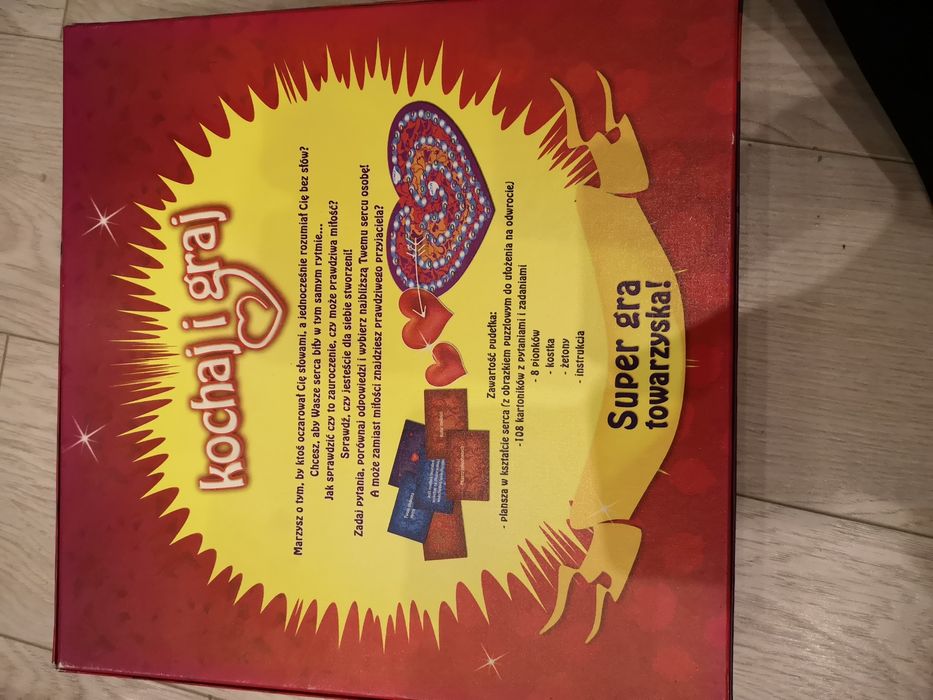 kochaj i graj
Marzysz o tym, by ktoś oczarował Cię słowami, a jednocześnie rozumiał Cię bez słów?
Chcesz, aby Wasze serca biły w tym samym rytmie...
Jak sprawdzić czy to zauroczenie, czy może prawdziwa miłość?
Sprawdź, czy jesteście dla siebie stworzeni!
Zadaj pytania, porównaj odpowiedzi i wybierz najbliższą Twemu sercu osobę!
A może zamiast miłości znajdziesz prawdziwego przyjaciela?
Zawartość pudełka:
- plansza w kształcie serca (z obrazkiem puzzlowym do ułożenia na odwrocie)
-108 kartoników z pytaniami i zadaniami
- 8 pionków
- kostka
- żetony
- instrukcja
Super gra
towarzyska!